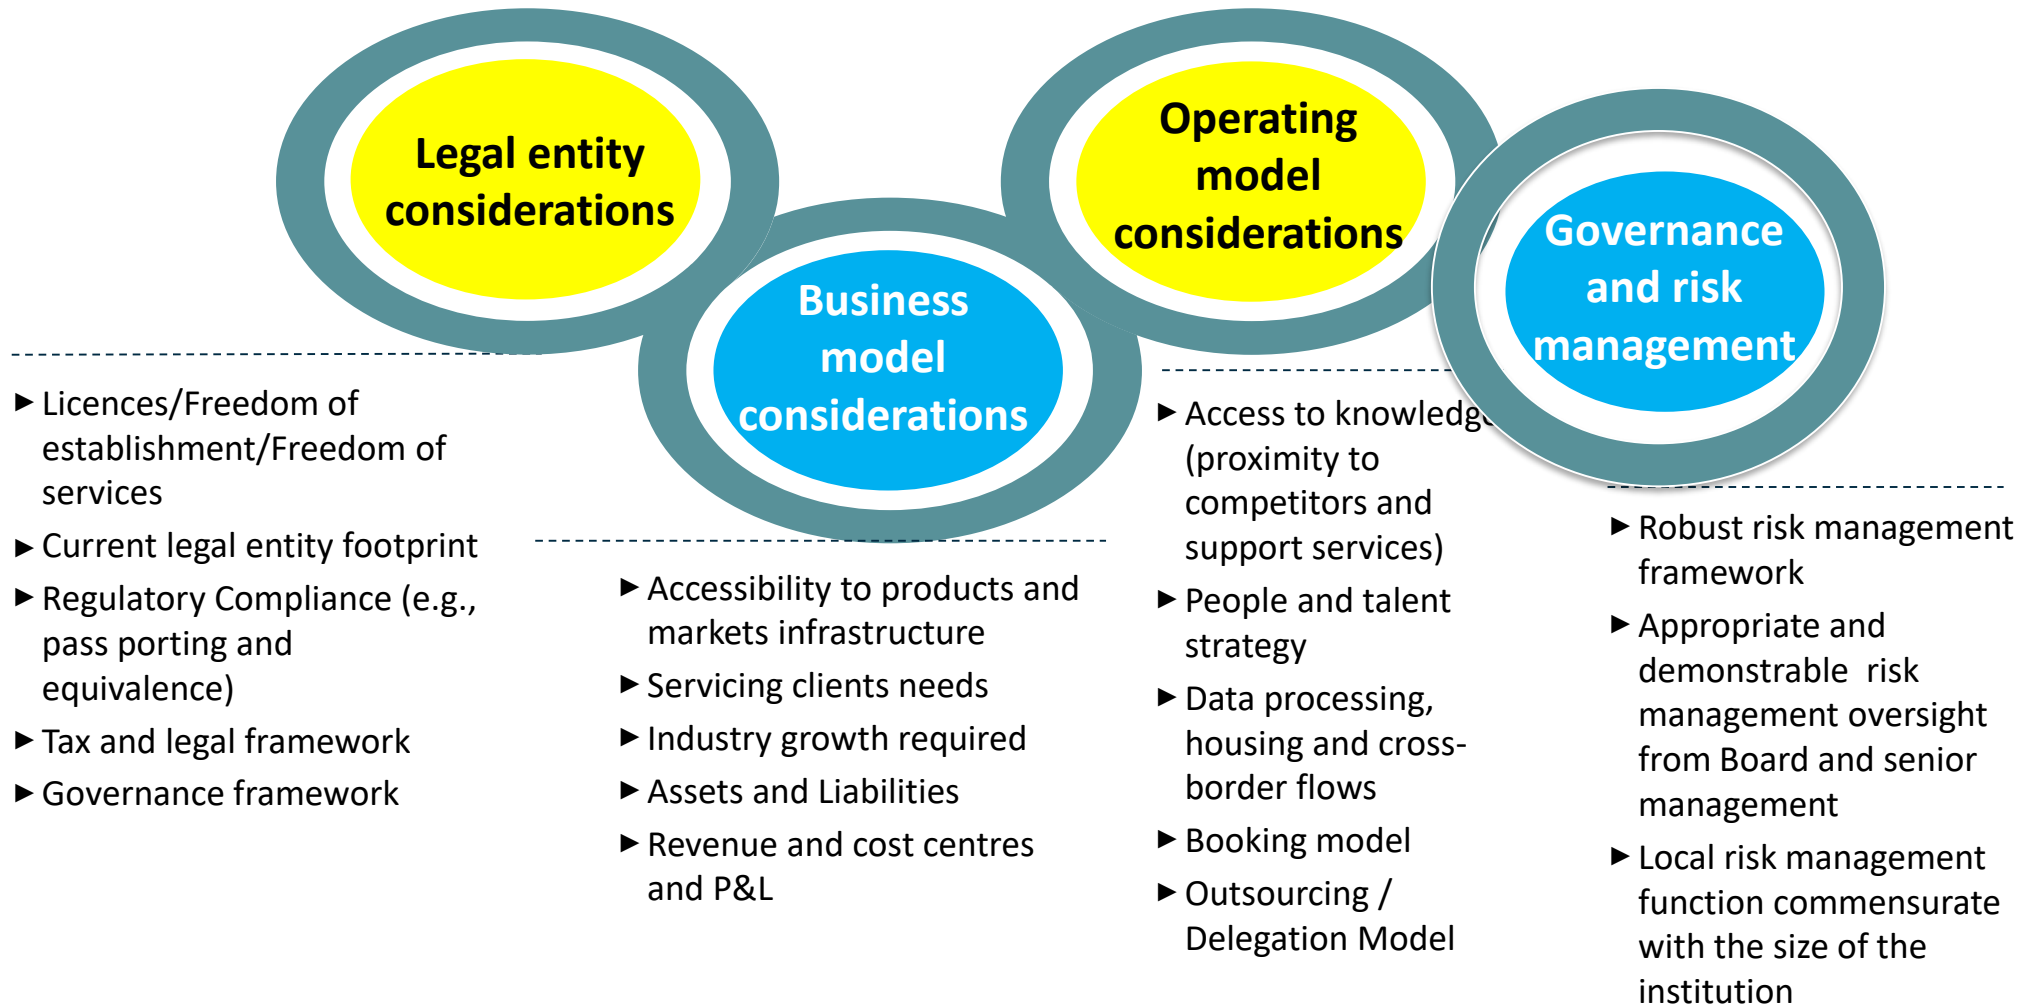 Legal entity
considerations
► Licences/Freedom of
establishment/Freedom of
services
► Current legal entity footprint
► Regulatory Compliance (e.g.,
pass porting and
equivalence)
► Tax and legal framework
► Governance framework
Business
model
considerations
► Accessibility to products and
markets infrastructure
► Servicing clients needs
► Industry growth required
► Assets and Liabilities
► Revenue and cost centres
and P&L
Operating
model
considerations
► Access to knowledge
(proximity to
competitors and
support services)
► People and talent
strategy
► Data processing,
housing and cross-
border flows
► Booking model
► Outsourcing /
Delegation Model
Governance
and risk
management
► Robust risk management
framework
► Appropriate and
demonstrable  risk
management oversight
from Board and senior
management
► Local risk management
function commensurate
with the size of the
institution